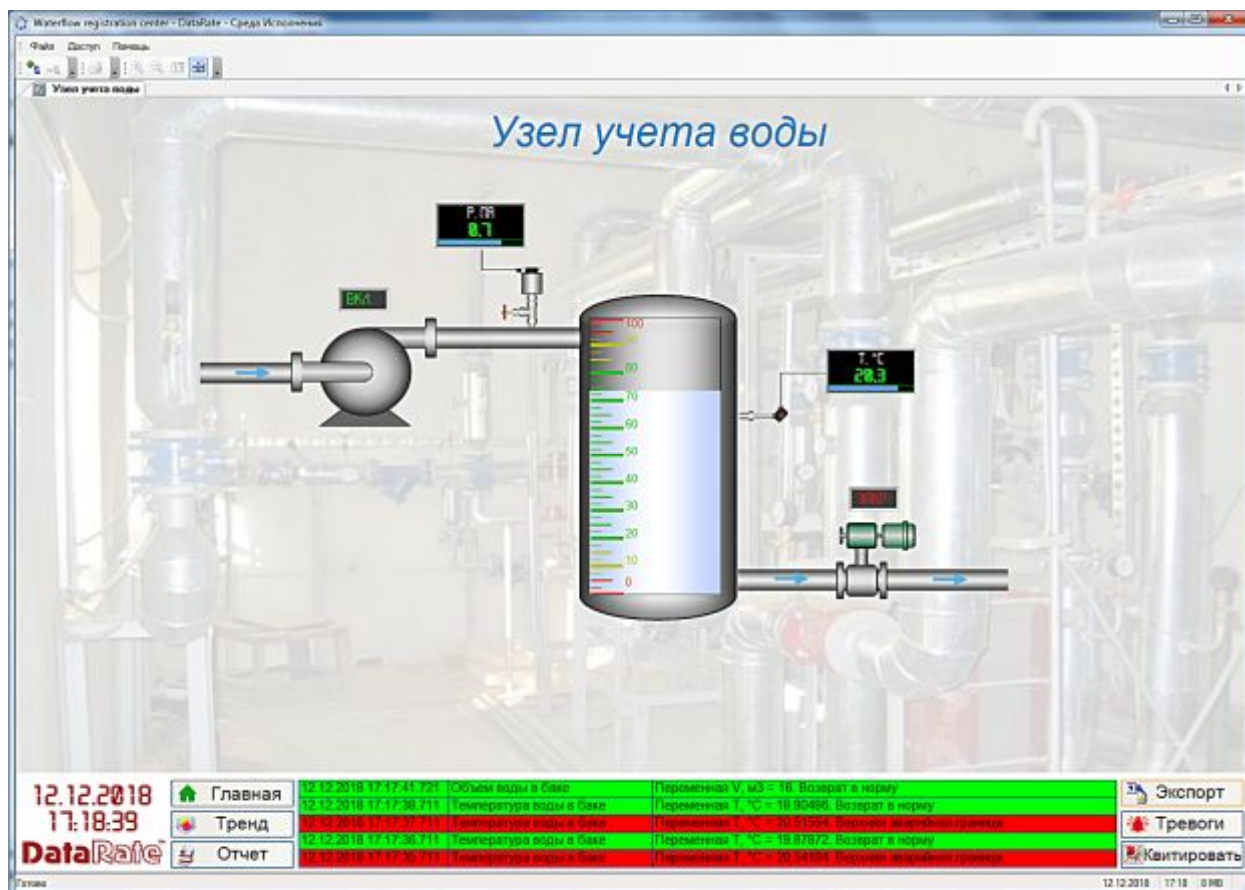 Waterflow registration center - DataRate - Среда Исполнения
Файл Доступ Помощь
Узел учета воды
Узел учета воды
P. ПА
0.7
ВКЛ
100
90
80
70
60
50
40
30
20
10
0
T, °C
20.3
12.12.2018
17:18:39
DataRate
Главная
Тренд
Отчет
12.12.2018 17:17:41.721 Объем воды в баке Переменная V, м3 = 16. Возврат в норму
12.12.2018 17:17:38.711 Температура воды в баке Переменная T, °C = 19.90486. Возврат в норму
12.12.2018 17:17:37.711 Температура воды в баке Переменная T, °C = 20.51554. Верхняя аварийная граница
12.12.2018 17:17:36.711 Температура воды в баке Переменная T, °C = 19.87872. Возврат в норму
12.12.2018 17:17:35.711 Температура воды в баке Переменная T, °C = 20.54184. Верхняя аварийная граница
Экспорт
Тревоги
Квитировать
Готово
12.12.2018 17:18 0 MB